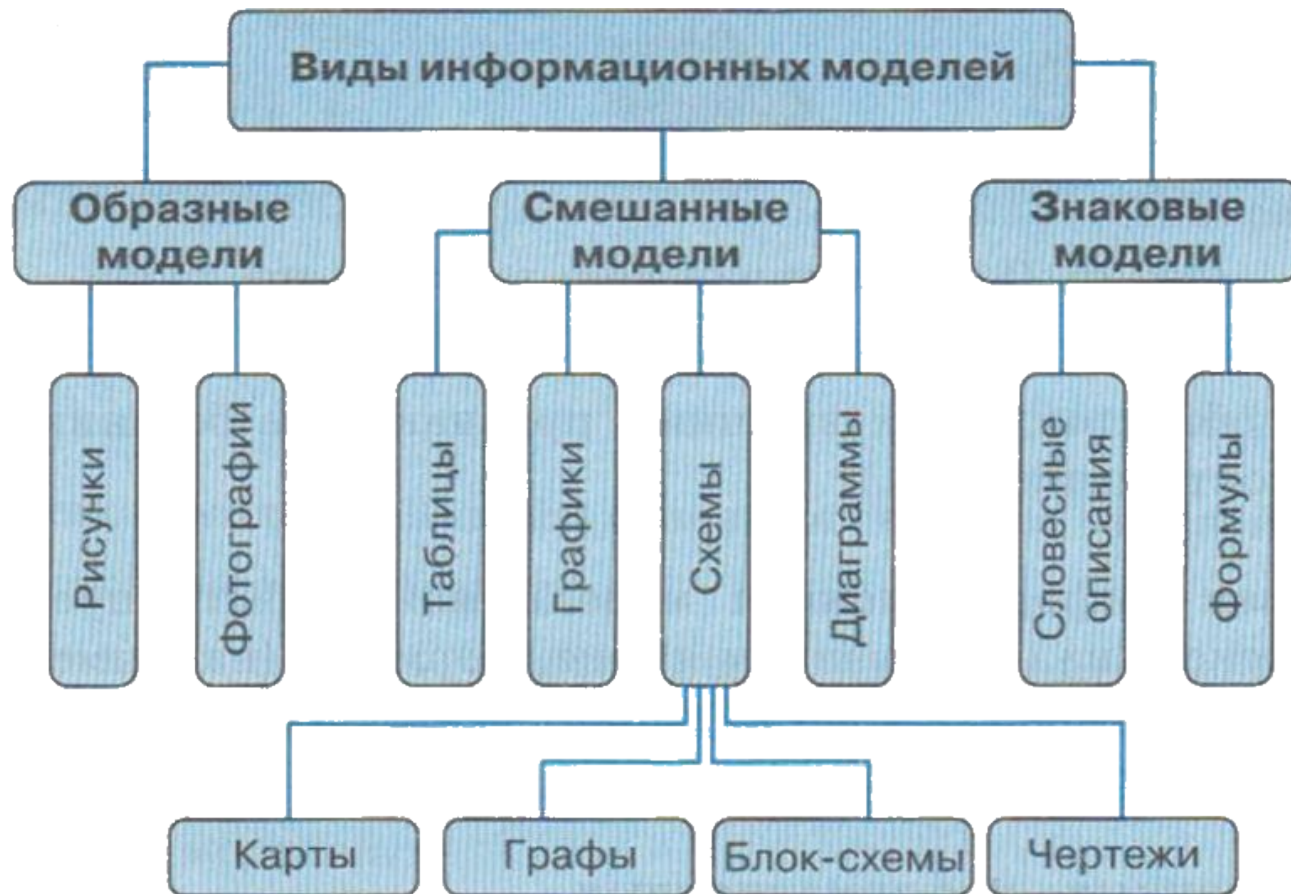 Виды информационных моделей
Образные
модели
Смешанные
модели
Знаковые
модели
Рисунки
Фотографии
Таблицы
Графики
Схемы
Диаграммы
Словесные
описания
Формулы
Карты
Графы
Блок-схемы
Чертежи